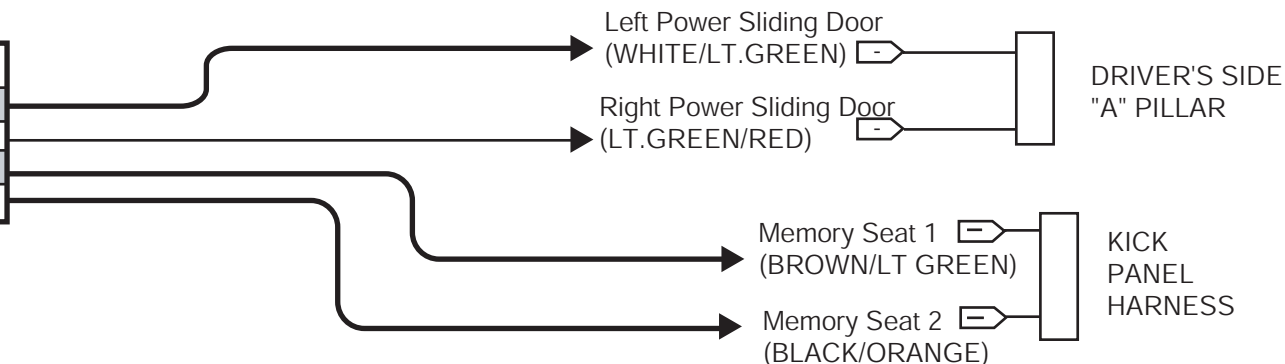 Left Power Sliding Door
(WHITE/LT.GREEN)
-
Right Power Sliding Door
(LT.GREEN/RED)
-
DRIVER'S SIDE
"A" PILLAR
Memory Seat 1
(BROWN/LT GREEN)
-
Memory Seat 2
(BLACK/ORANGE)
-
KICK
PANEL
HARNESS